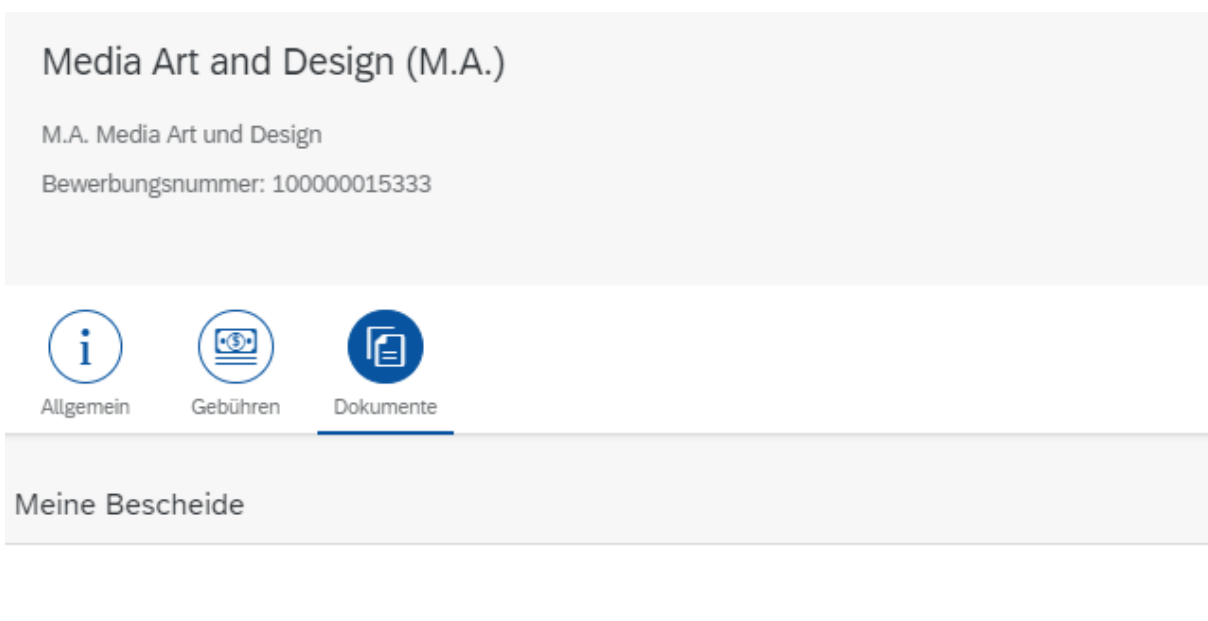 Media Art and Design (M.A.)
M.A. Media Art und Design
Bewerbungsnummer: 100000015333
Allgemein
Gebühren
Dokumente
Meine Bescheide